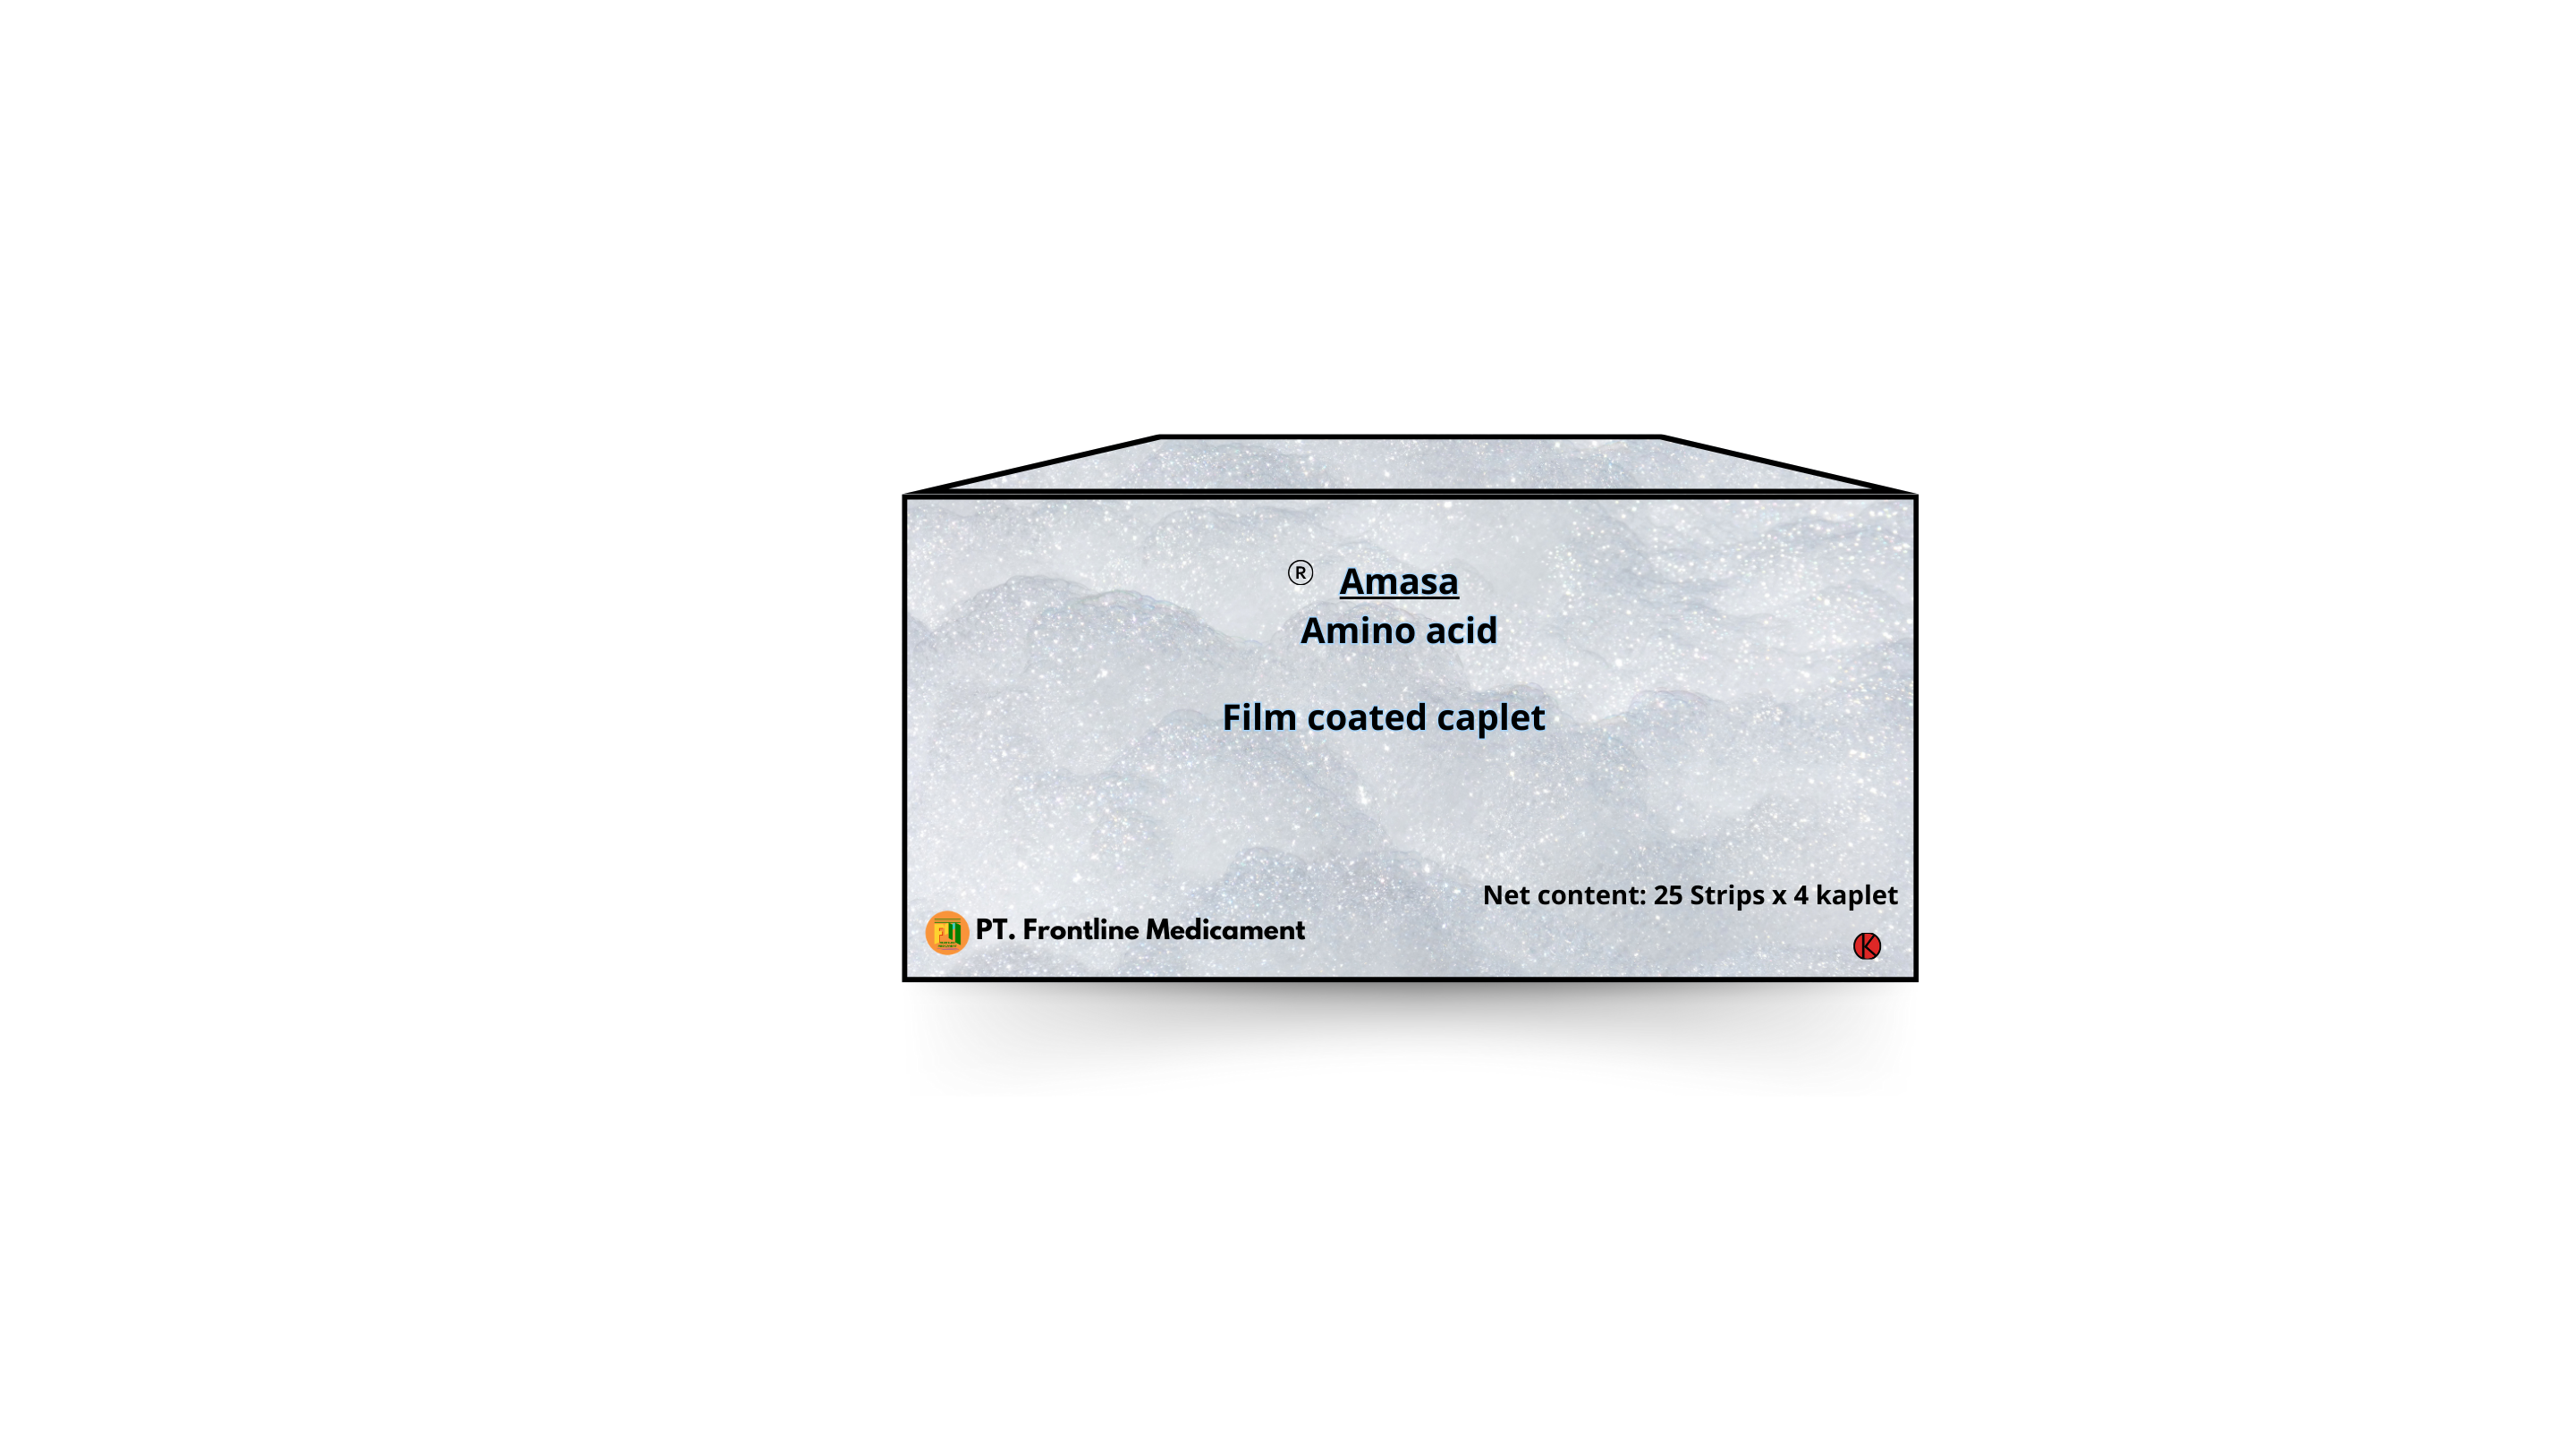 ® Amasa
Amino acid
Film coated caplet
Net content: 25 Strips x 4 kaplet
PT. Frontline Medicament
K